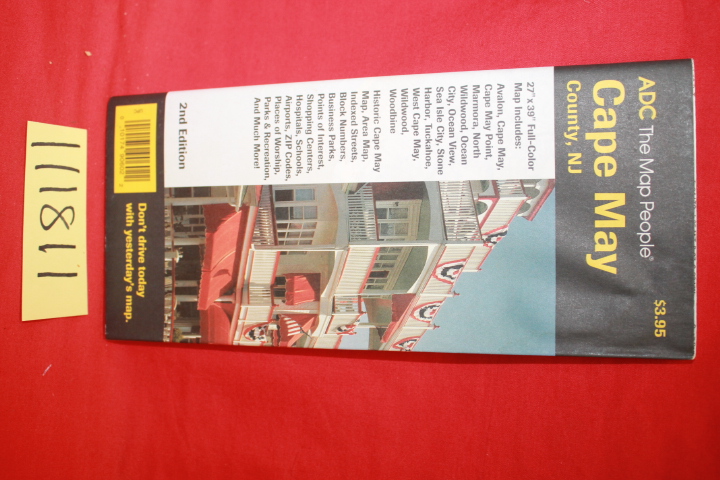 ADC The Map People®
Cape May
County, NJ
$3.95
27" x 39" Full-Color
Map Includes:
Avalon, Cape May,
Cape May Point,
Marmora, North
Wildwood, Ocean
City, Ocean View,
Sea Isle City, Stone
Harbor, Tuckahoe,
West Cape May,
Wildwood,
Woodbine
Historic Cape May
Map, Area Map,
Indexed Streets,
Block Numbers,
Business Parks,
Points of Interest,
Shopping Centers,
Hospitals, Schools,
Airports, ZIP Codes,
Places of Worship,
Parks & Recreation,
And Much More!
2nd Edition
Don't drive today
with yesterday's map.